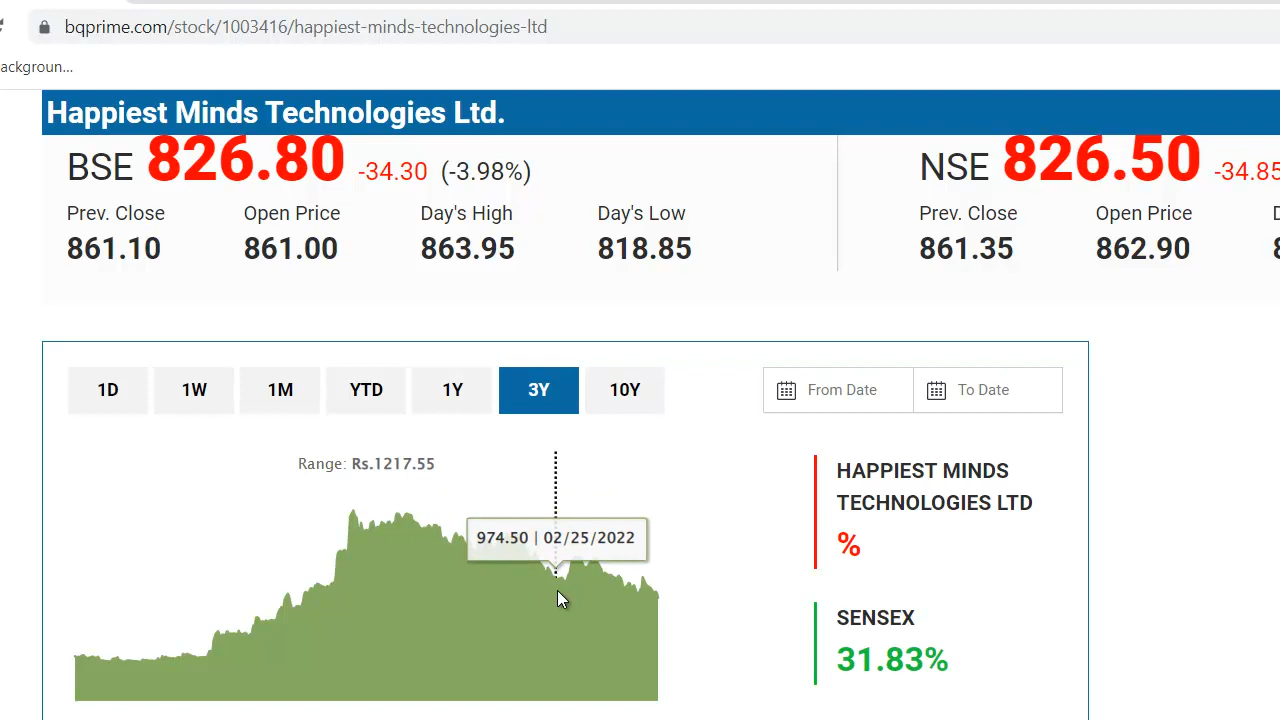 bqprime.com/stock/1003416/happiest-minds-technologies-ltd
ackgroun...
Happiest Minds Technologies Ltd.
BSE 826.80 -34.30 (-3.98%)
Prev. Close Open Price Day's High Day's Low
861.10 861.00 863.95 818.85
NSE 826.50 -34.85
Prev. Close Open Price
861.35 862.90
1D 1W 1M YTD 1Y 3Y 10Y
From Date To Date
Range: Rs.1217.55
974.50 | 02/25/2022
HAPPIEST MINDS
TECHNOLOGIES LTD
%
SENSEX
31.83%